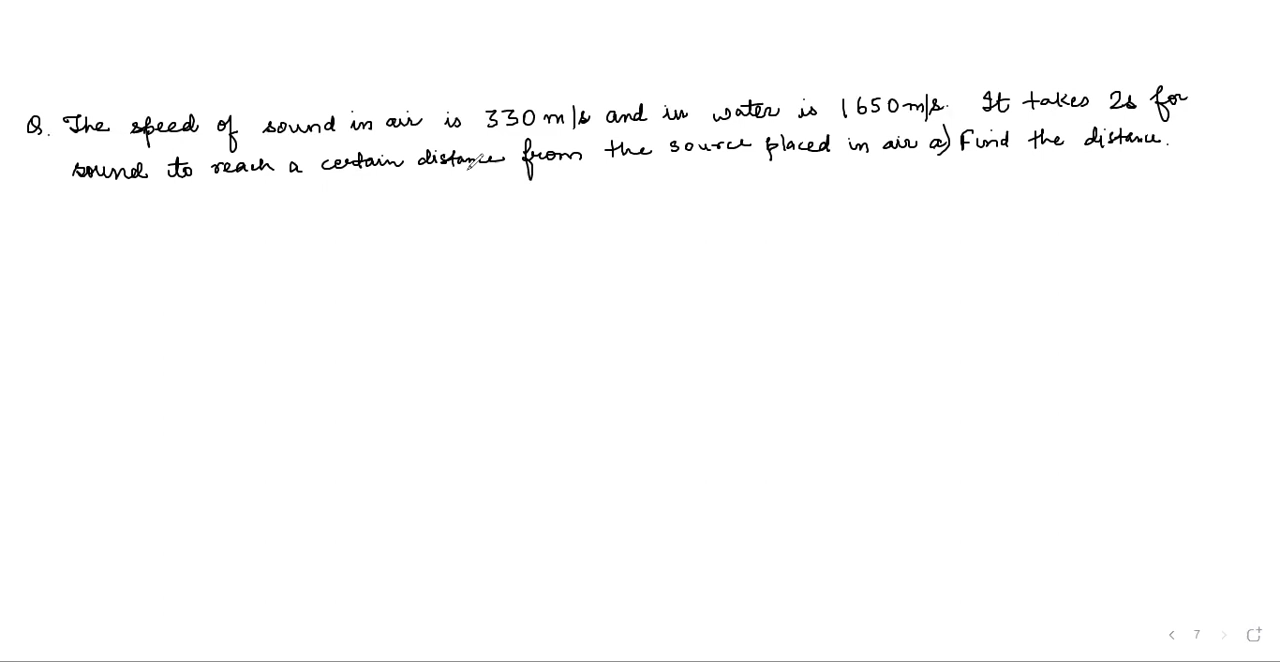 Q. The speed of sound in air is 330 m/s and in water is 1650 m/s. It takes 2s for
sound to reach a certain distance from the source placed in air a) Find the distance.
7